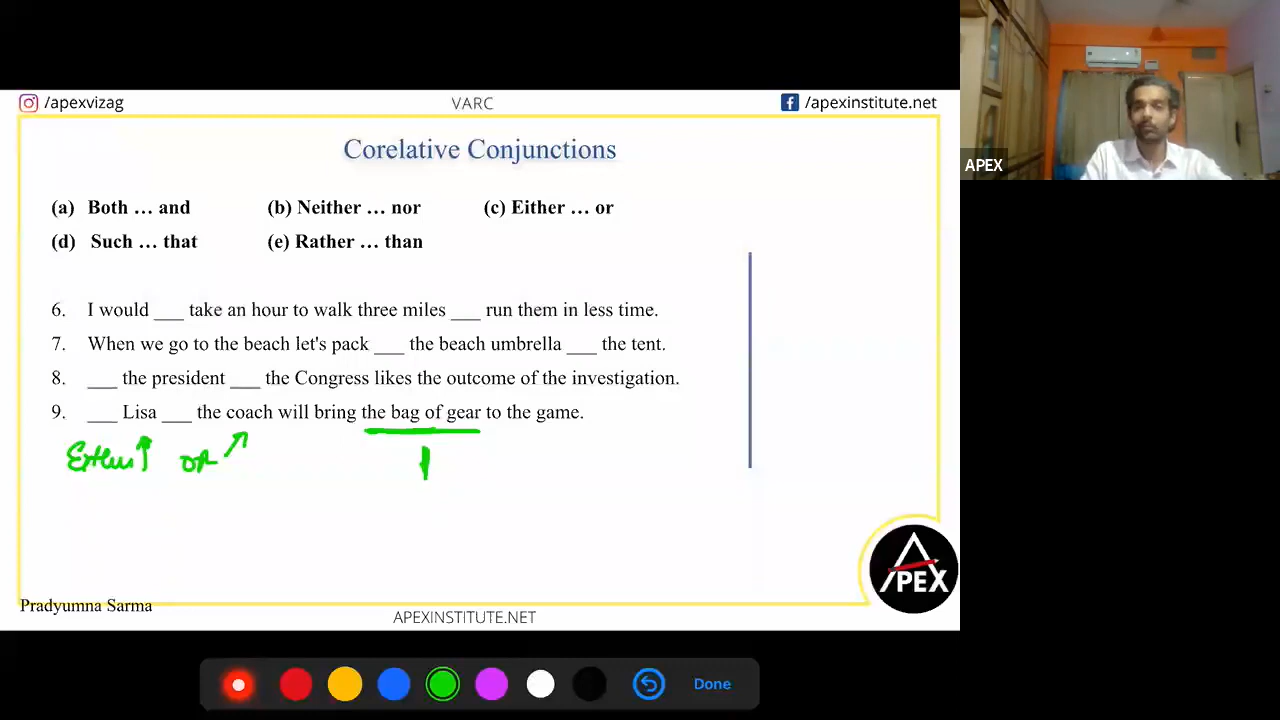 /apexvizag VARC /apexinstitute.net
Corelative Conjunctions
(a) Both … and (b) Neither … nor (c) Either … or
(d) Such … that (e) Rather … than
6. I would ___ take an hour to walk three miles ___ run them in less time.
7. When we go to the beach let's pack ___ the beach umbrella ___ the tent.
8. ___ the president ___ the Congress likes the outcome of the investigation.
9. ___ Lisa ___ the coach will bring the bag of gear to the game.
Either or
APEX
APEX
Pradyumna Sarma
APEXINSTITUTE.NET
Done